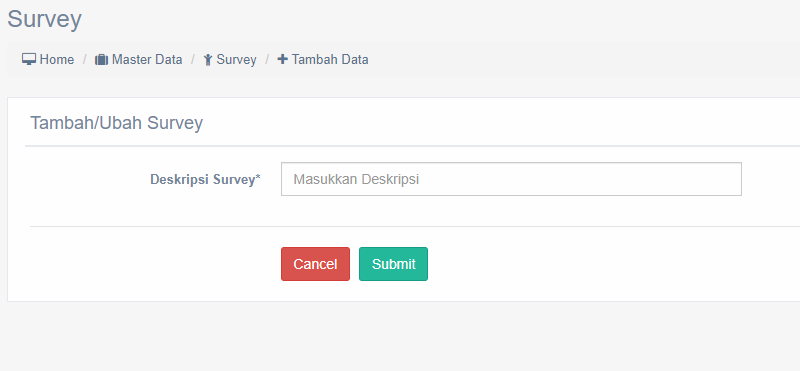 Survey
Home / Master Data / Survey / Tambah Data
Tambah/Ubah Survey
Deskripsi Survey* Masukkan Deskripsi
Cancel Submit